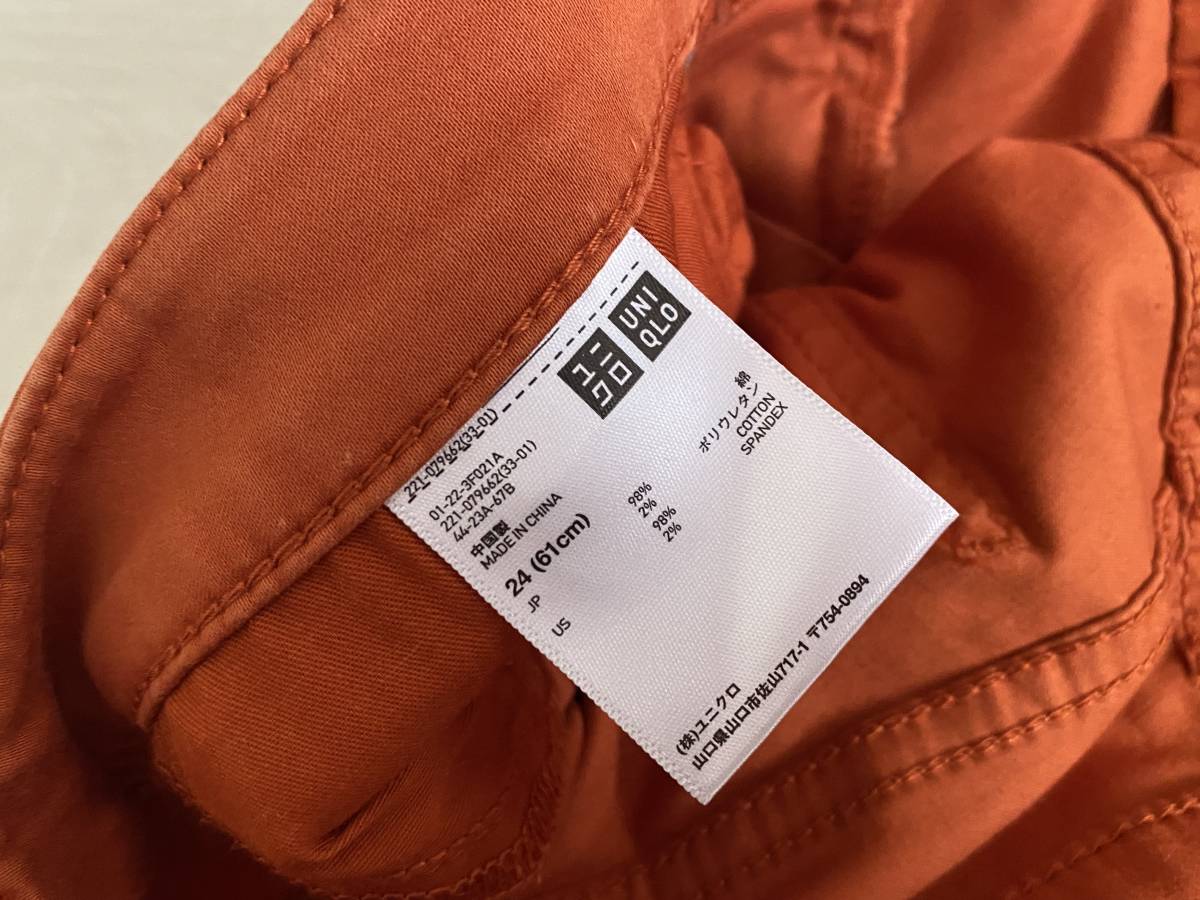 ユニ
クロ
UNI
QLO
221-079662(33-01)
01-22-3F021A
221-079662(33-01)
44-23A-67B
中国製
MADE IN CHINA
24 (61cm)
JP 98% 綿
2% ポリウレタン
US 98% COTTON
2% SPANDEX
(株)ユニクロ
山口県山口市佐山717-1 〒754-0894